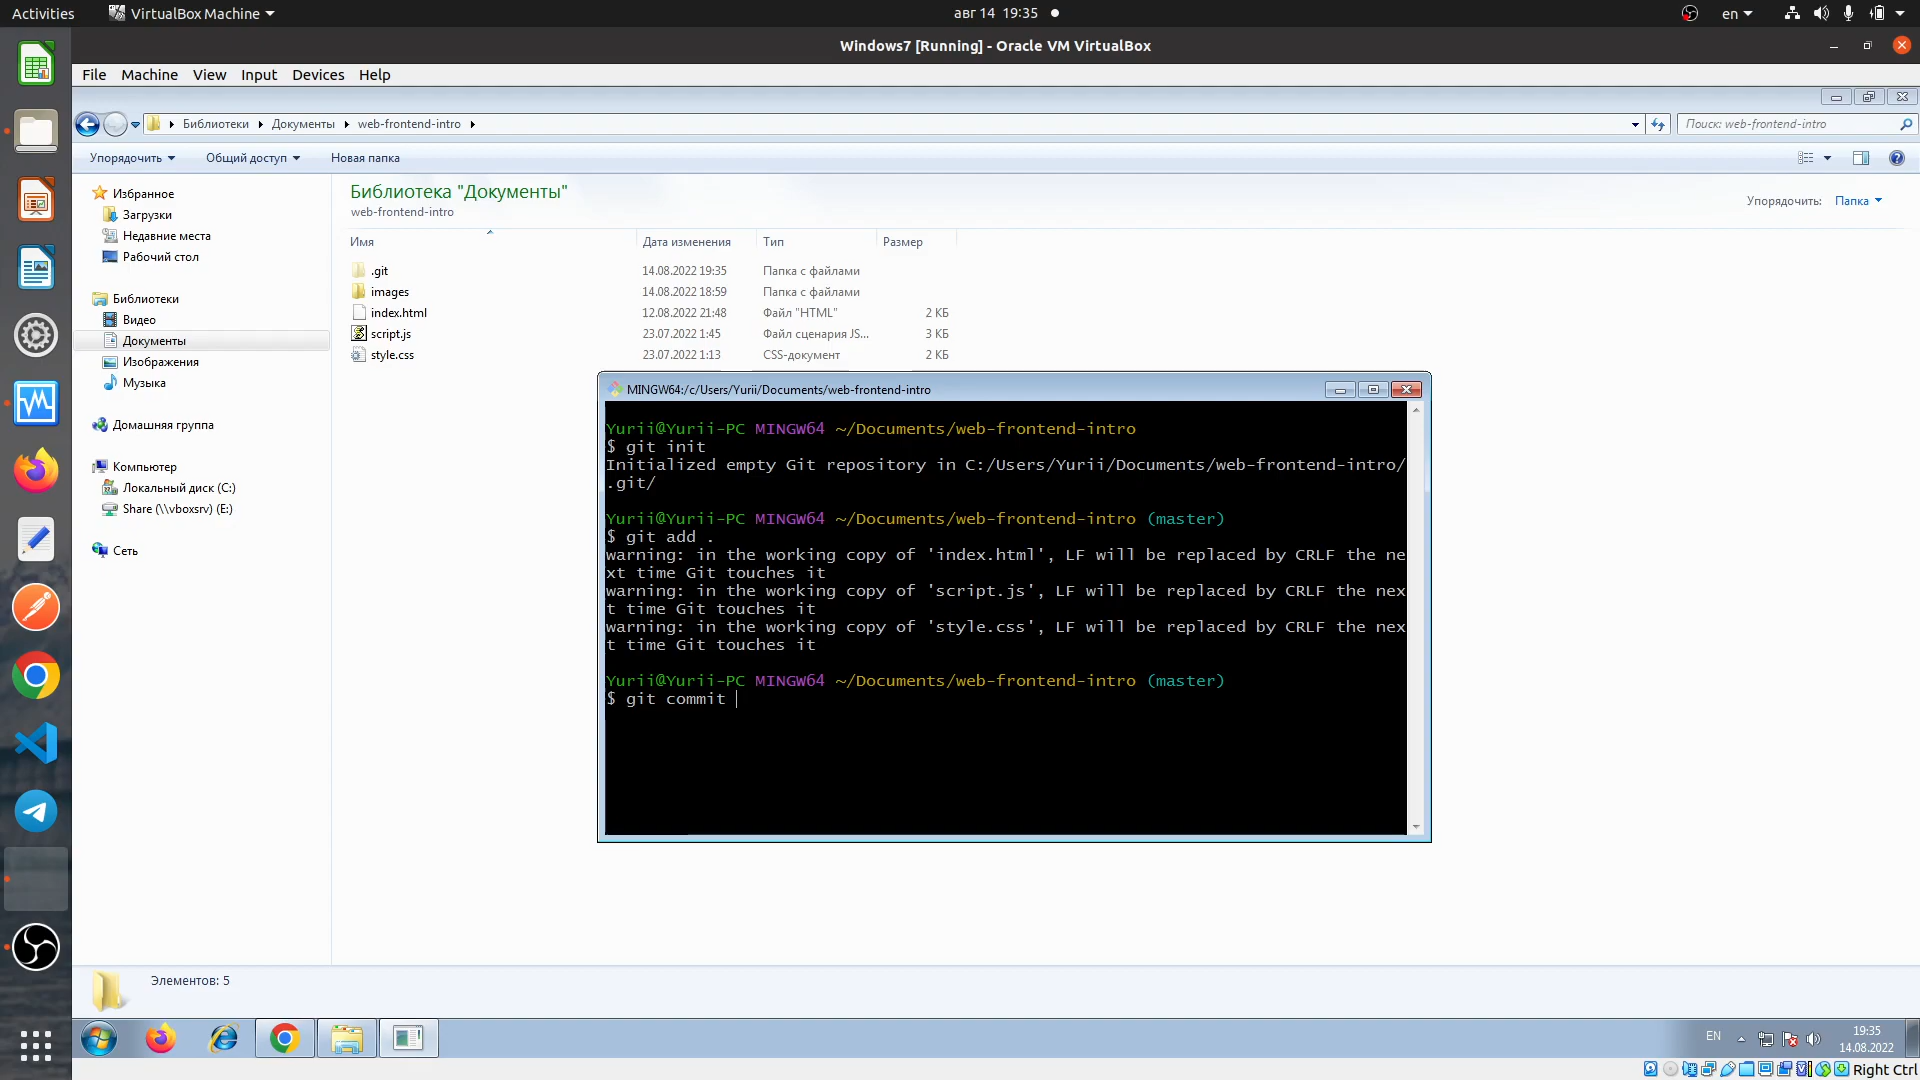 Activities
VirtualBox Machine
авг 14 19:35
en
Windows7 [Running] - Oracle VM VirtualBox
File Machine View Input Devices Help
Библиотеки Документы web-frontend-intro
Поиск: web-frontend-intro
Упорядочить Общий доступ Новая папка
Избранное
Загрузки
Недавние места
Рабочий стол
Библиотеки
Видео
Документы
Изображения
Музыка
Домашняя группа
Компьютер
Локальный диск (C:)
Share (\\vboxsrv) (E:)
Сеть
Библиотека "Документы"
web-frontend-intro
Упорядочить: Папка
Имя Дата изменения Тип Размер
.git 14.08.2022 19:35 Папка с файлами
images 14.08.2022 18:59 Папка с файлами
index.html 12.08.2022 21:48 Файл "HTML" 2 КБ
script.js 23.07.2022 1:45 Файл сценария JS... 3 КБ
style.css 23.07.2022 1:13 CSS-документ 2 КБ
MINGW64:/c/Users/Yurii/Documents/web-frontend-intro
Yurii@Yurii-PC MINGW64 ~/Documents/web-frontend-intro
$ git init
Initialized empty Git repository in C:/Users/Yurii/Documents/web-frontend-intro/
.git/
Yurii@Yurii-PC MINGW64 ~/Documents/web-frontend-intro (master)
$ git add .
warning: in the working copy of 'index.html', LF will be replaced by CRLF the ne
xt time Git touches it
warning: in the working copy of 'script.js', LF will be replaced by CRLF the nex
t time Git touches it
warning: in the working copy of 'style.css', LF will be replaced by CRLF the nex
t time Git touches it
Yurii@Yurii-PC MINGW64 ~/Documents/web-frontend-intro (master)
$ git commit
Элементов: 5
EN
19:35
14.08.2022
Right Ctrl